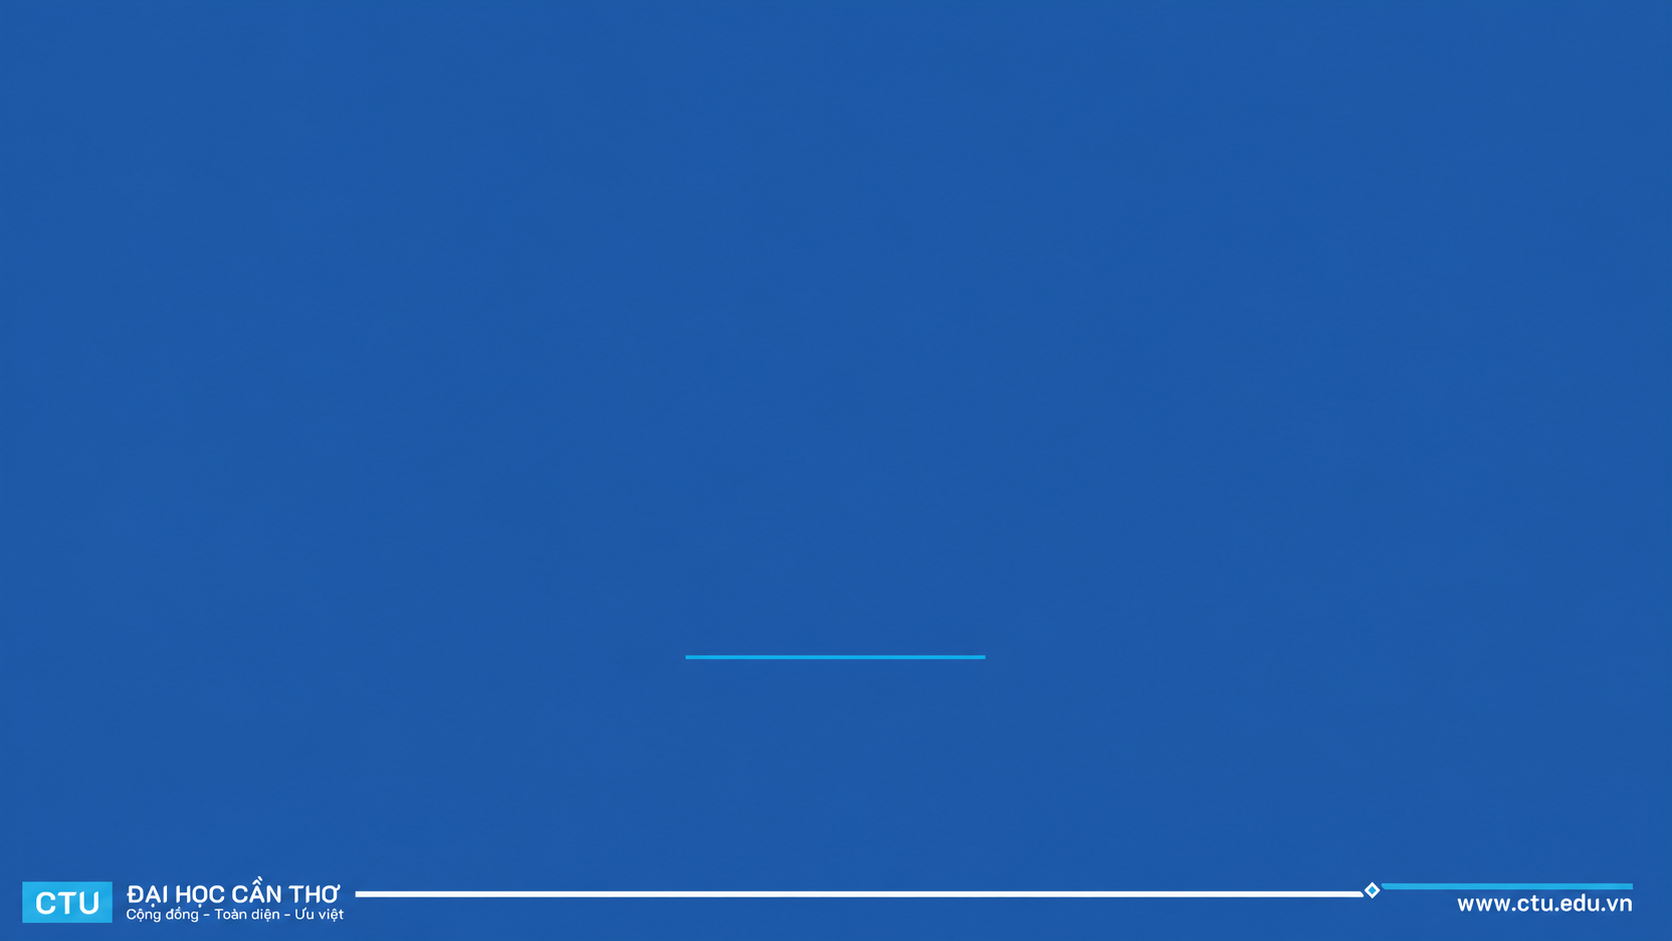 CTU
ĐẠI HỌC CẦN THƠ
Cộng đồng - Toàn diện - Ưu việt
www.ctu.edu.vn